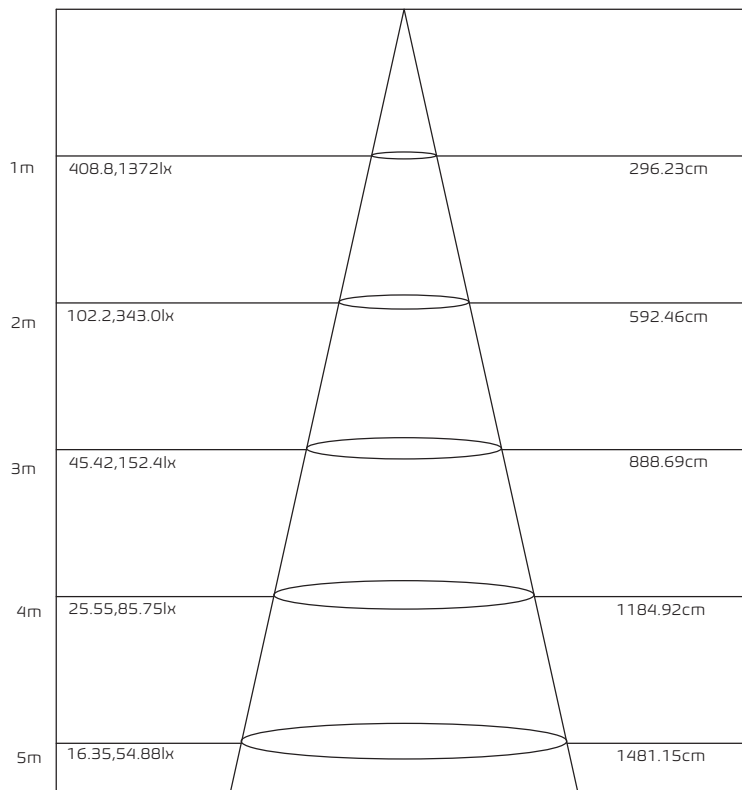 1m 408.8,1372lx 296.23cm
2m 102.2,343.0lx 592.46cm
3m 45.42,152.4lx 888.69cm
4m 25.55,85.75lx 1184.92cm
5m 16.35,54.88lx 1481.15cm